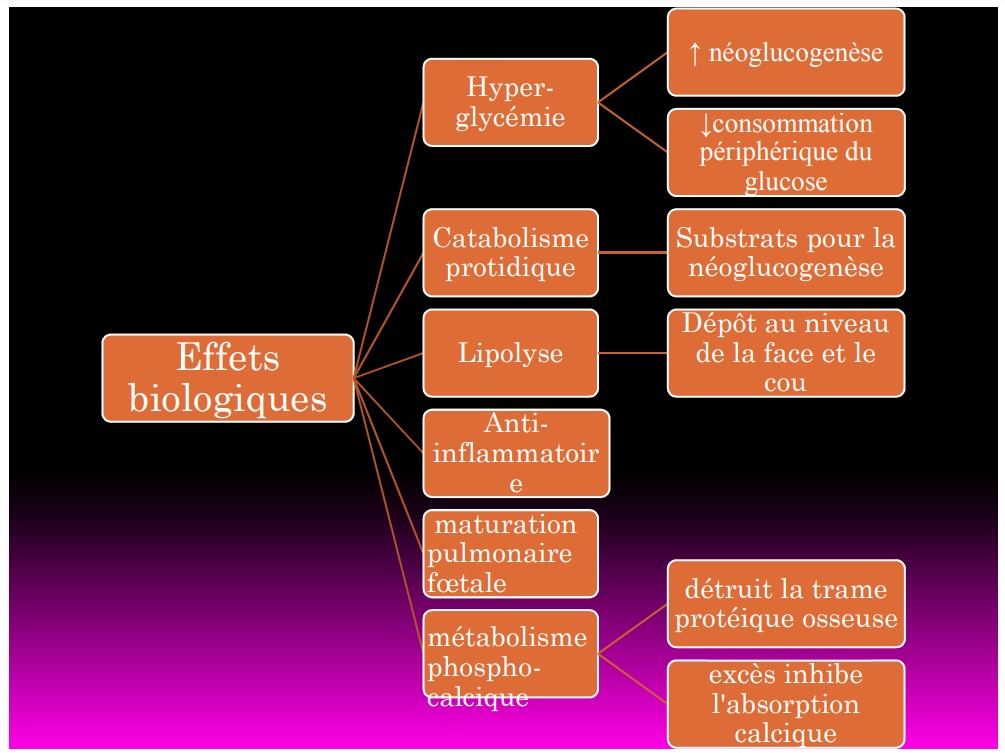 Effets
biologiques
Hyper-
glycémie
↑ néoglucogenèse
↓consommation
périphérique du
glucose
Catabolisme
protidique
Substrats pour la
néoglucogenèse
Lipolyse
Dépôt au niveau
de la face et le
cou
Anti-
inflammatoir
e
maturation
pulmonaire
fœtale
métabolisme
phospho-
calcique
détruit la trame
protéique osseuse
excès inhibe
l'absorption
calcique